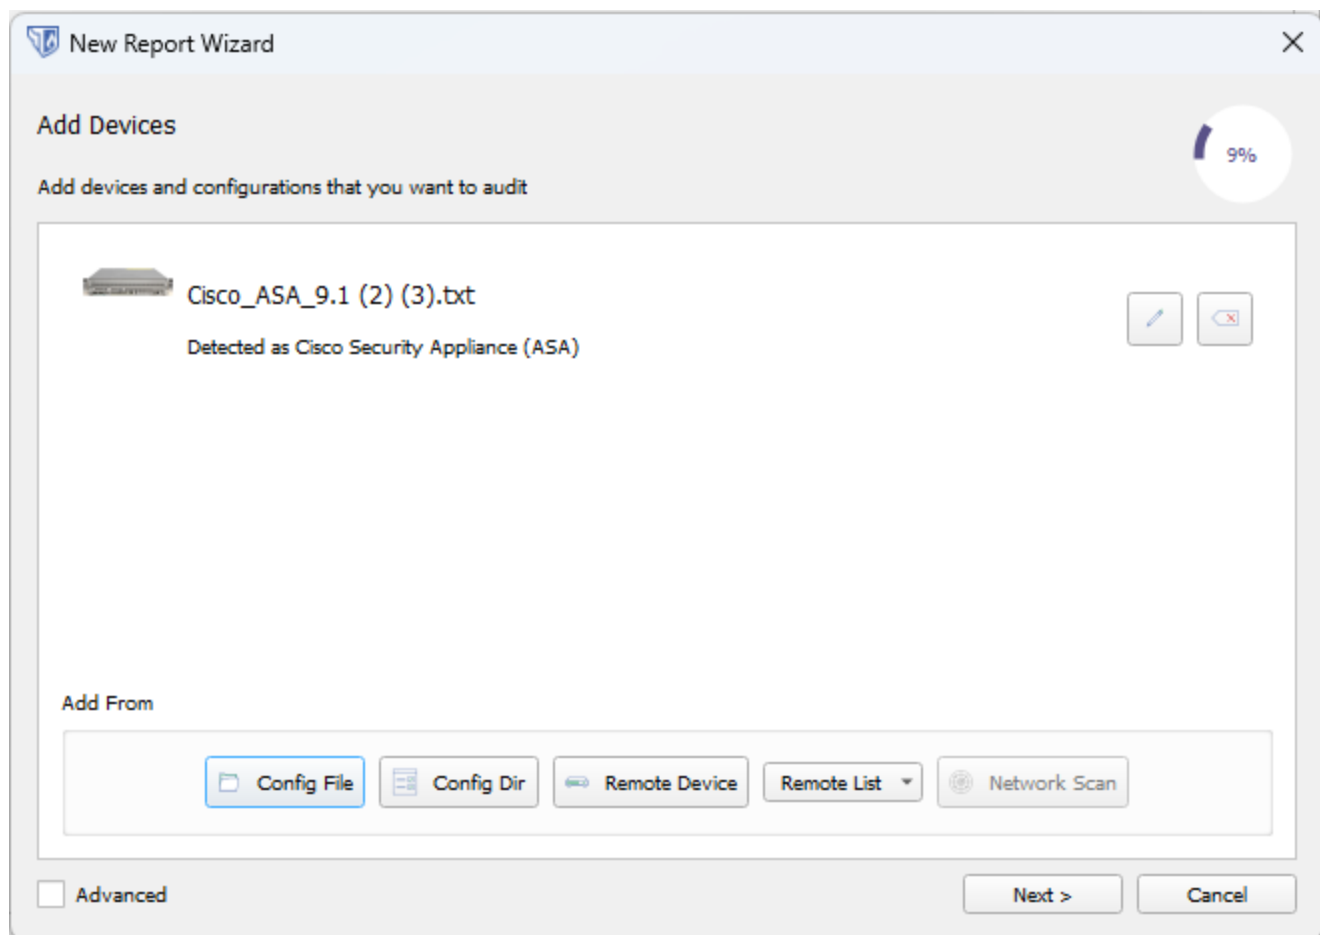 New Report Wizard
Add Devices
9%
Add devices and configurations that you want to audit
Cisco_ASA_9.1 (2) (3).txt
Detected as Cisco Security Appliance (ASA)
Add From
Config File
Config Dir
Remote Device
Remote List
Network Scan
Advanced
Next >
Cancel